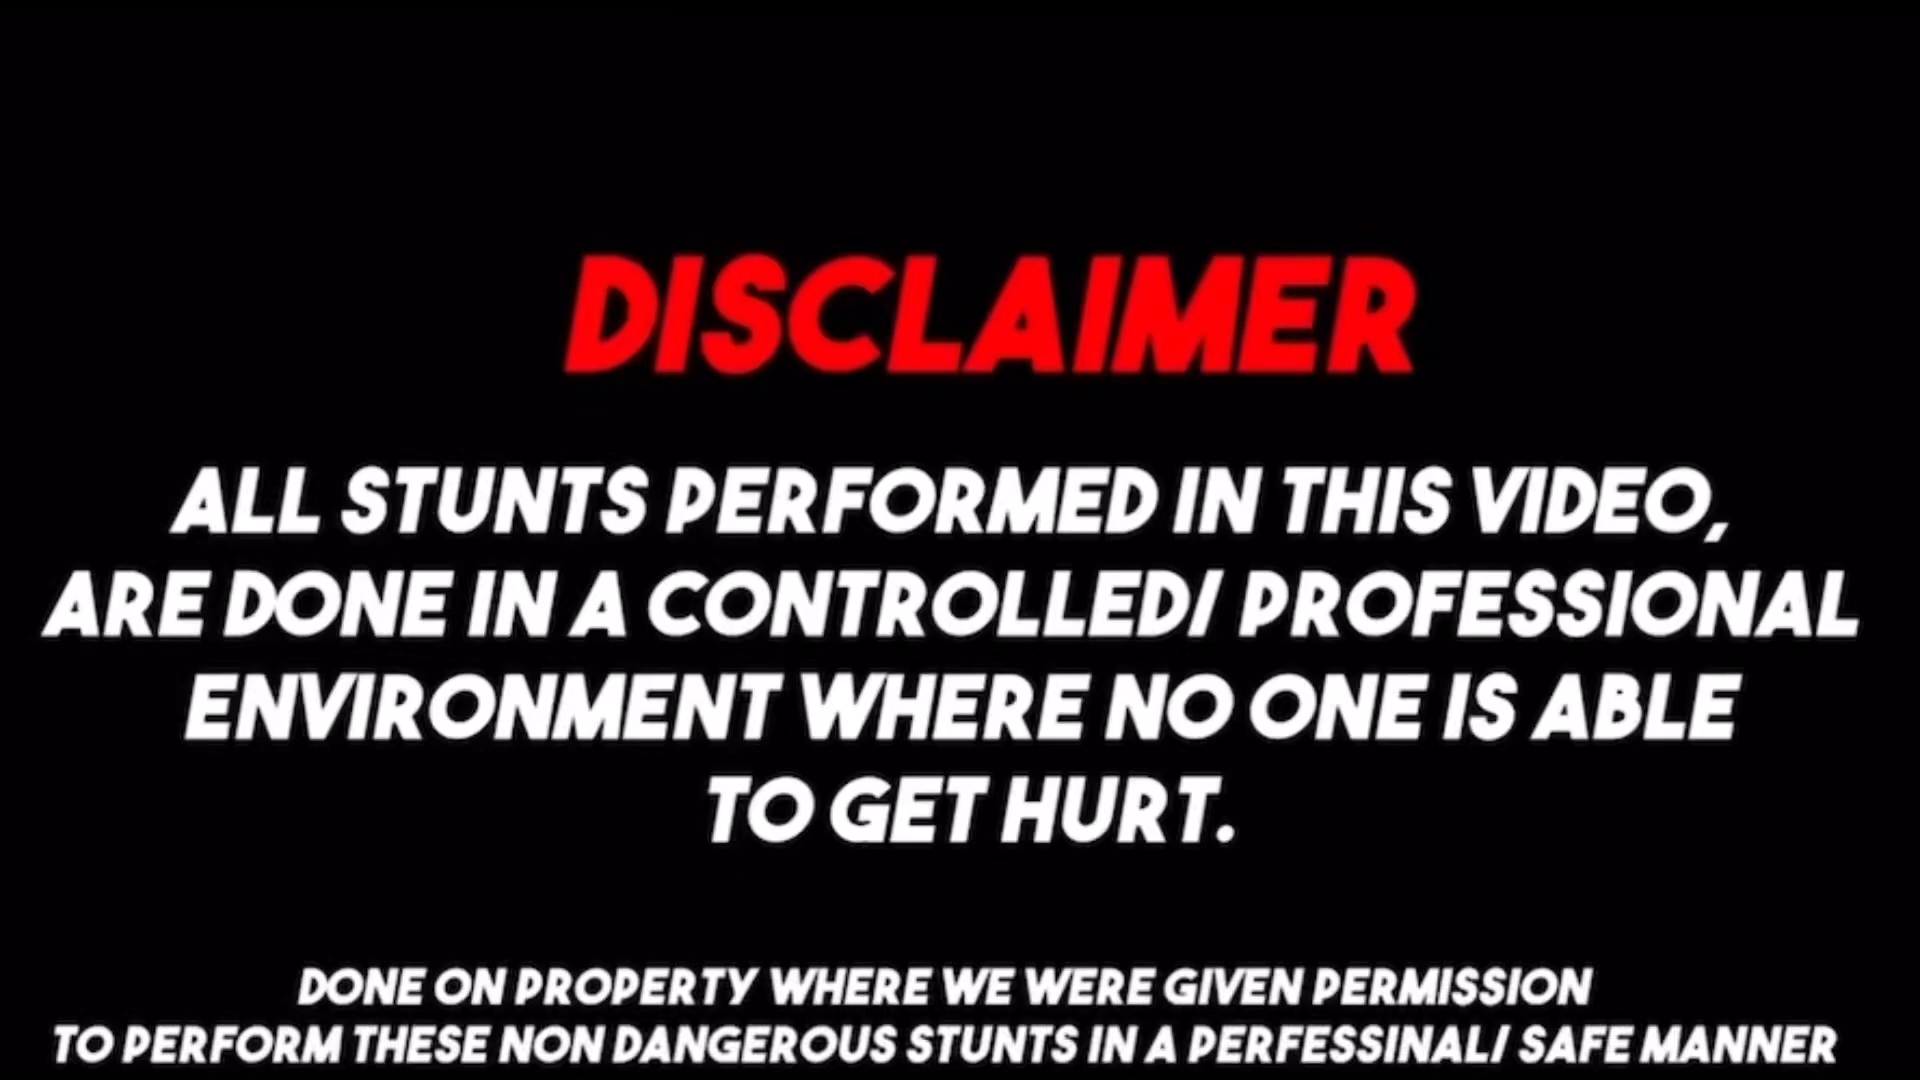 DISCLAIMER
ALL STUNTS PERFORMED IN THIS VIDEO,
ARE DONE IN A CONTROLLED/ PROFESSIONAL
ENVIRONMENT WHERE NO ONE IS ABLE
TO GET HURT.
DONE ON PROPERTY WHERE WE WERE GIVEN PERMISSION
TO PERFORM THESE NON DANGEROUS STUNTS IN A PERFESSINAL/ SAFE MANNER